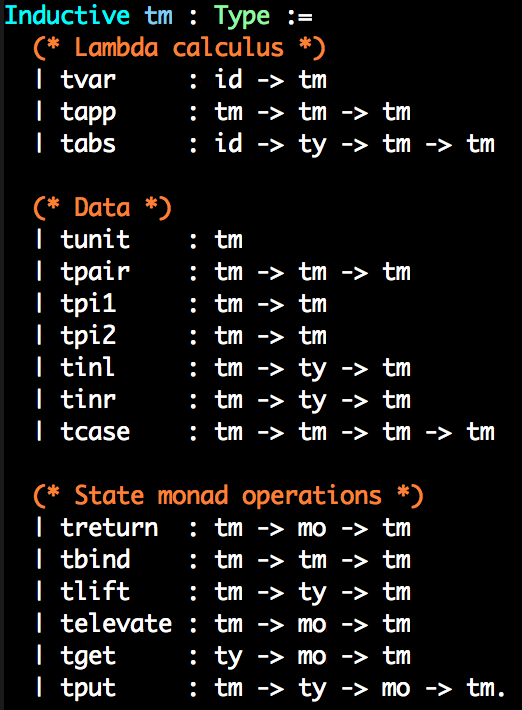 Inductive tm : Type :=
(* Lambda calculus *)
| tvar : id -> tm
| tapp : tm -> tm -> tm
| tabs : id -> ty -> tm -> tm
(* Data *)
| tunit : tm
| tpair : tm -> tm -> tm
| tpi1 : tm -> tm
| tpi2 : tm -> tm
| tinl : tm -> ty -> tm
| tinr : tm -> ty -> tm
| tcase : tm -> tm -> tm -> tm
(* State monad operations *)
| treturn : tm -> mo -> tm
| tbind : tm -> tm -> tm
| tlift : tm -> ty -> tm
| televate : tm -> mo -> tm
| tget : ty -> mo -> tm
| tput : tm -> ty -> mo -> tm.